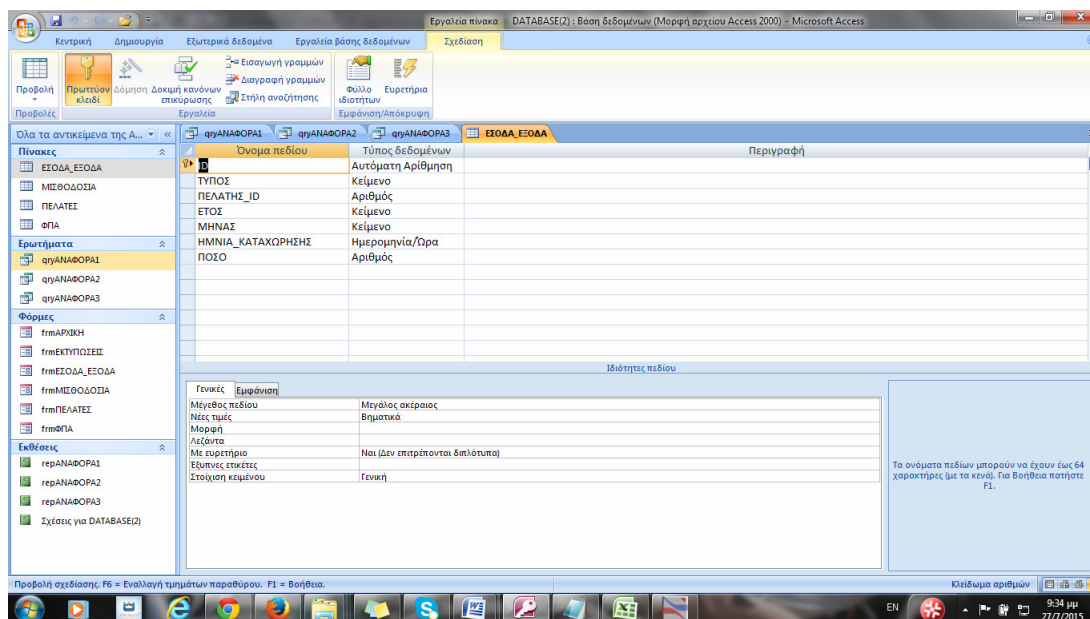 Εργαλεία πίνακα DATABASE(2) : Βάση δεδομένων (Μορφή αρχείου Access 2000) - Microsoft Access
Κεντρική Δημιουργία Εξωτερικά δεδομένα Εργαλεία βάσης δεδομένων Σχεδίαση
Προβολή
Πρωτεύον κλειδί
Δόμηση
Δοκιμή κανόνων επικύρωσης
Εισαγωγή γραμμών
Διαγραφή γραμμών
Στήλη αναζήτησης
Φύλλο ιδιοτήτων
Ευρετήρια
Προβολές Εργαλεία Εμφάνιση/Απόκρυψη
Όλα τα αντικείμενα της A... «
Πίνακες
ΕΣΟΔΑ_ΕΞΟΔΑ
ΜΙΣΘΟΔΟΣΙΑ
ΠΕΛΑΤΕΣ
ΦΠΑ
Ερωτήματα
qryΑΝΑΦΟΡΑ1
qryΑΝΑΦΟΡΑ2
qryΑΝΑΦΟΡΑ3
Φόρμες
frmΑΡΧΙΚΗ
frmΕΚΤΥΠΩΣΕΙΣ
frmΕΣΟΔΑ_ΕΞΟΔΑ
frmΜΙΣΘΟΔΟΣΙΑ
frmΠΕΛΑΤΕΣ
frmΦΠΑ
Εκθέσεις
repΑΝΑΦΟΡΑ1
repΑΝΑΦΟΡΑ2
repΑΝΑΦΟΡΑ3
Σχέσεις για DATABASE(2)
qryΑΝΑΦΟΡΑ1 qryΑΝΑΦΟΡΑ2 qryΑΝΑΦΟΡΑ3 ΕΣΟΔΑ_ΕΞΟΔΑ
Όνομα πεδίου Τύπος δεδομένων Περιγραφή
ID Αυτόματη Αρίθμηση
ΤΥΠΟΣ Κείμενο
ΠΕΛΑΤΗΣ_ID Αριθμός
ΕΤΟΣ Κείμενο
ΜΗΝΑΣ Κείμενο
ΗΜΝΙΑ_ΚΑΤΑΧΩΡΗΣΗΣ Ημερομηνία/Ώρα
ΠΟΣΟ Αριθμός
Ιδιότητες πεδίου
Γενικές Εμφάνιση
Μέγεθος πεδίου Μεγάλος ακέραιος
Νέες τιμές Βηματικά
Μορφή
Λεζάντα
Με ευρετήριο Ναι (Δεν επιτρέπονται διπλότυπα)
Έξυπνες ετικέτες
Στοίχιση κειμένου Γενική
Τα ονόματα πεδίων μπορούν να έχουν έως 64
χαρακτήρες (με τα κενά). Για Βοήθεια πατήστε
F1.
Προβολή σχεδίασης. F6 = Εναλλαγή τμημάτων παραθύρου. F1 = Βοήθεια. Κλείδωμα αριθμών
EN 9:34 μμ
27/7/2015